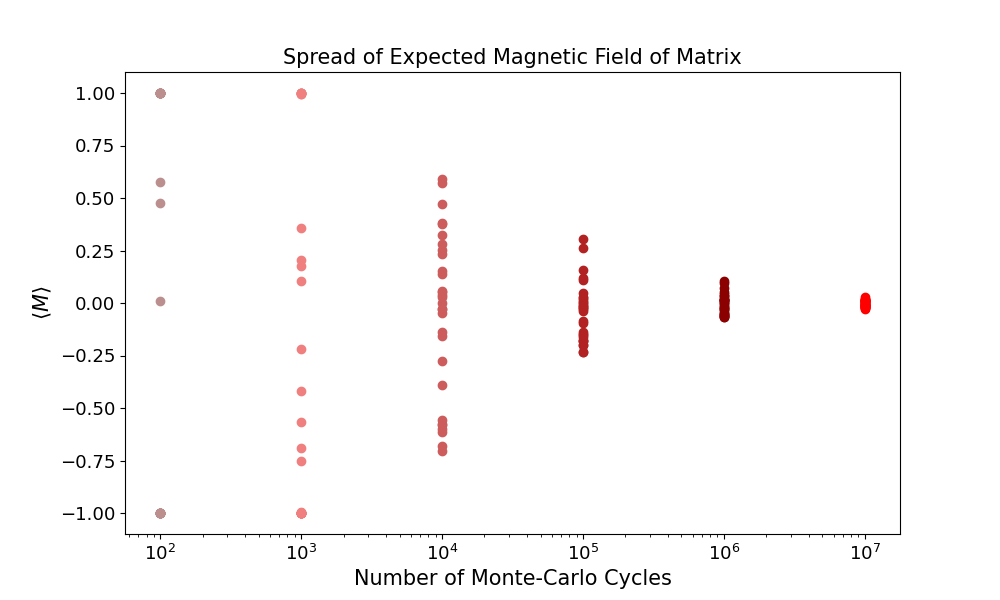 Spread of Expected Magnetic Field of Matrix
1.00
0.75
0.50
0.25
0.00
−0.25
−0.50
−0.75
−1.00
⟨M⟩
10² 10³ 10⁴ 10⁵ 10⁶ 10⁷
Number of Monte-Carlo Cycles